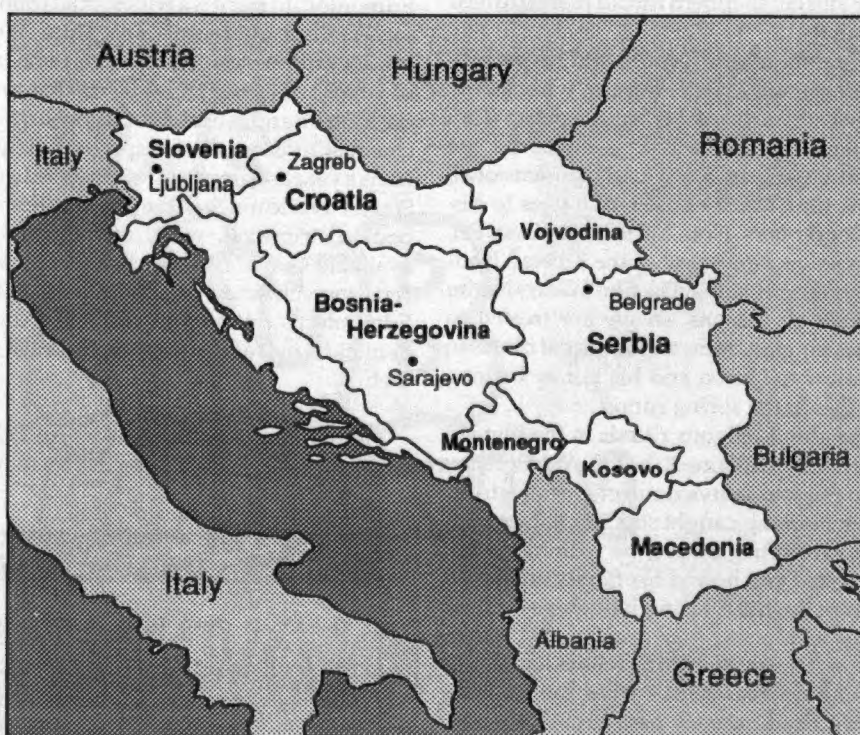 Austria
Hungary
Romania
Italy
Slovenia
Ljubljana
Zagreb
Croatia
Vojvodina
Belgrade
Bosnia-
Herzegovina
Sarajevo
Serbia
Montenegro
Kosovo
Bulgaria
Macedonia
Italy
Albania
Greece